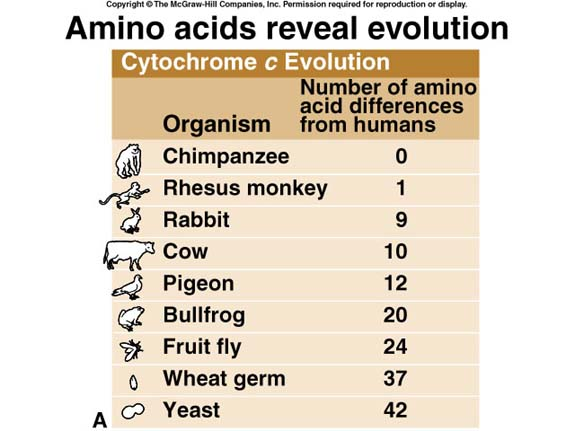 Copyright © The McGraw-Hill Companies, Inc. Permission required for reproduction or display.
Amino acids reveal evolution
Cytochrome c Evolution
Organism Number of amino acid differences from humans
Chimpanzee 0
Rhesus monkey 1
Rabbit 9
Cow 10
Pigeon 12
Bullfrog 20
Fruit fly 24
Wheat germ 37
Yeast 42
A